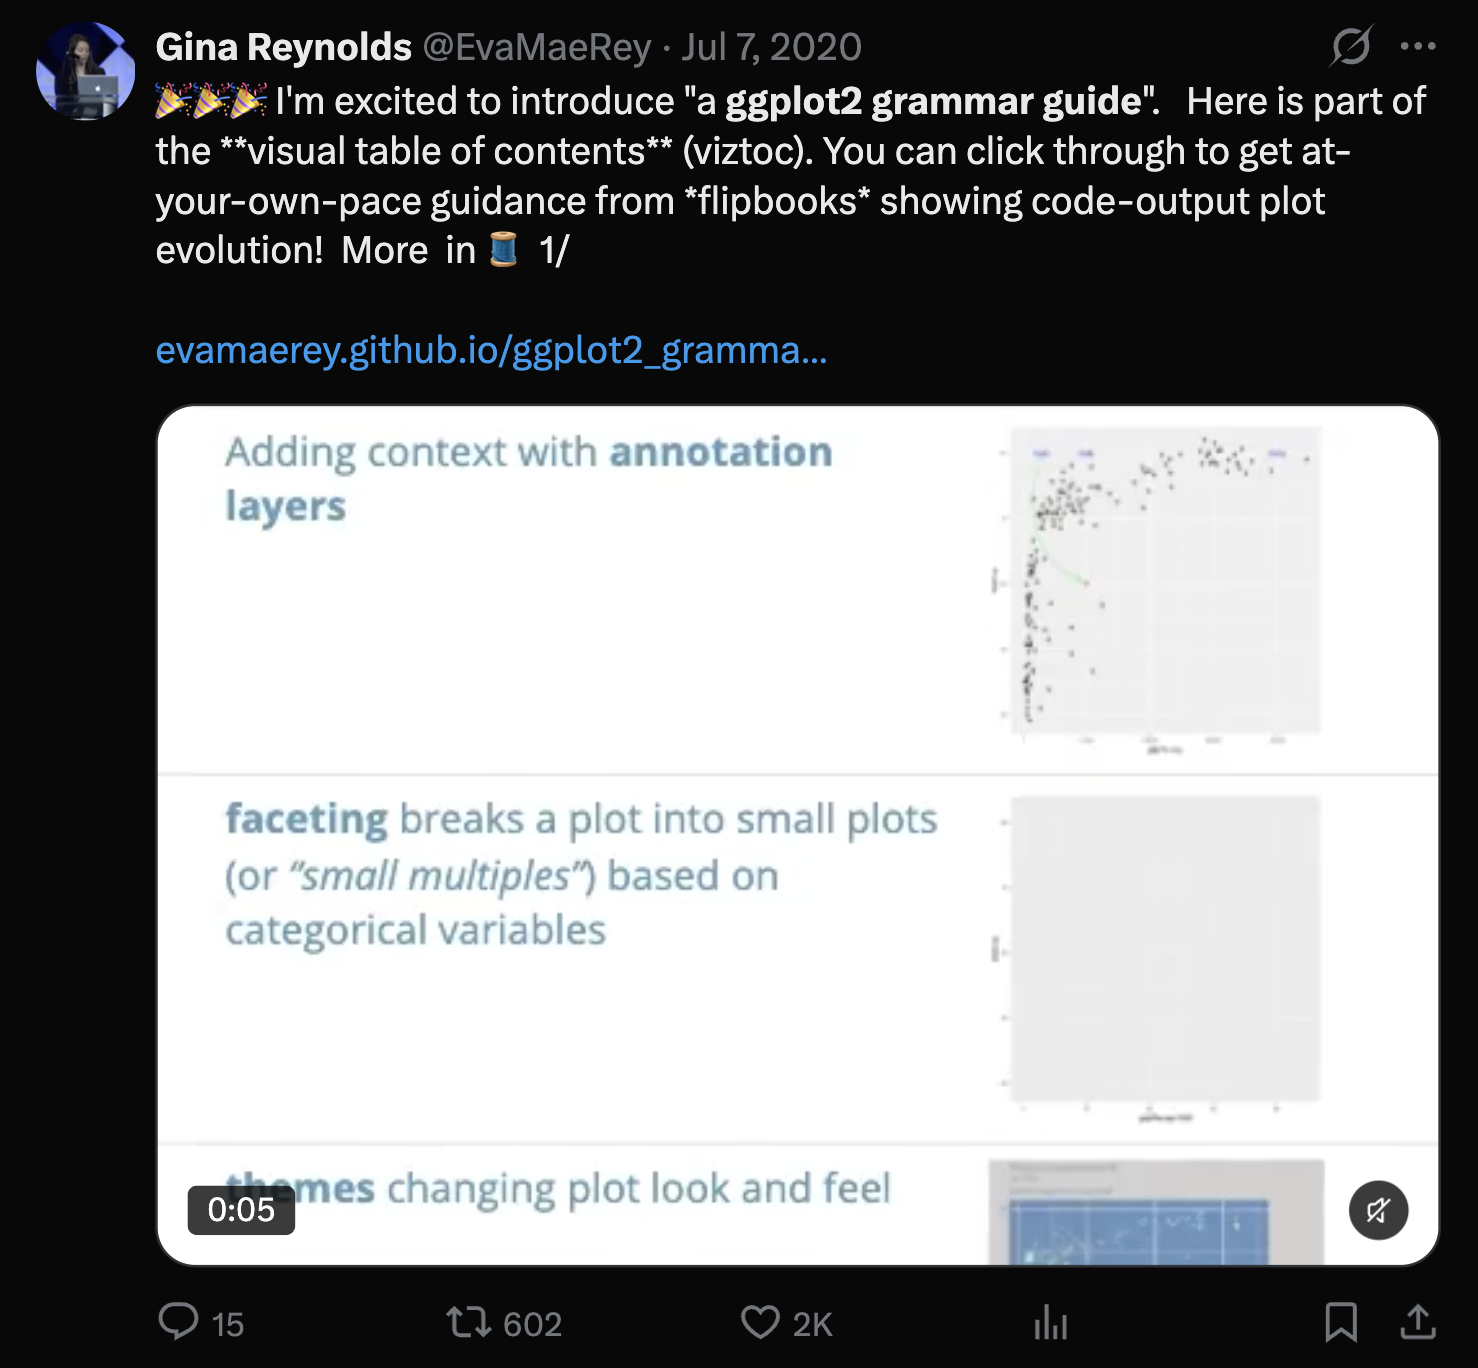 Gina Reynolds @EvaMaeRey · Jul 7, 2020
🎉🎉🎉 I'm excited to introduce "a ggplot2 grammar guide".   Here is part of
the **visual table of contents** (viztoc). You can click through to get at-
your-own-pace guidance from *flipbooks* showing code-output plot
evolution!  More  in 🧵  1/
evamaerey.github.io/ggplot2_gramma...
Adding context with annotation
layers
faceting breaks a plot into small plots
(or "small multiples") based on
categorical variables
themes changing plot look and feel
0:05
15 602 2K